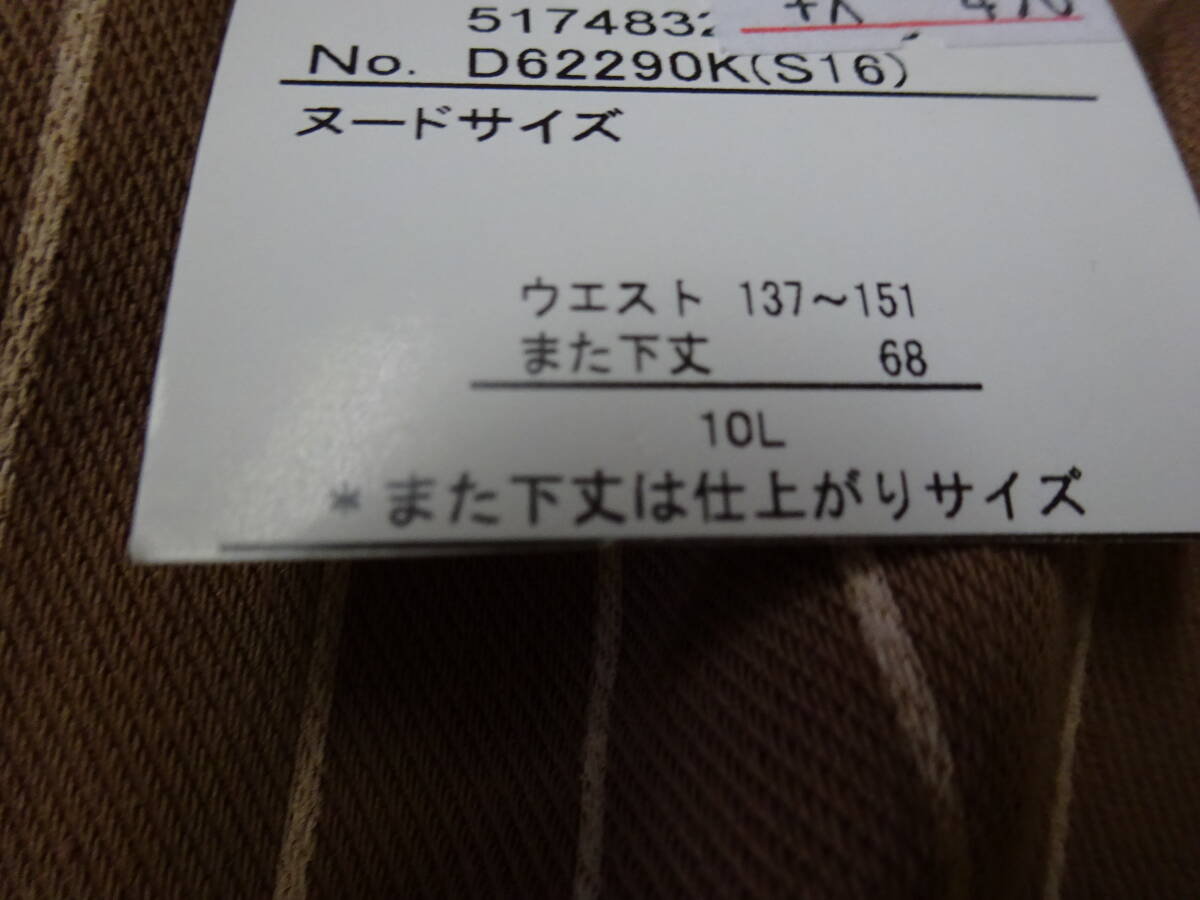 517483
No. D62290K(S16)
ヌードサイズ
ウエスト 137〜151
また下丈 68
10L
* また下丈は仕上がりサイズ